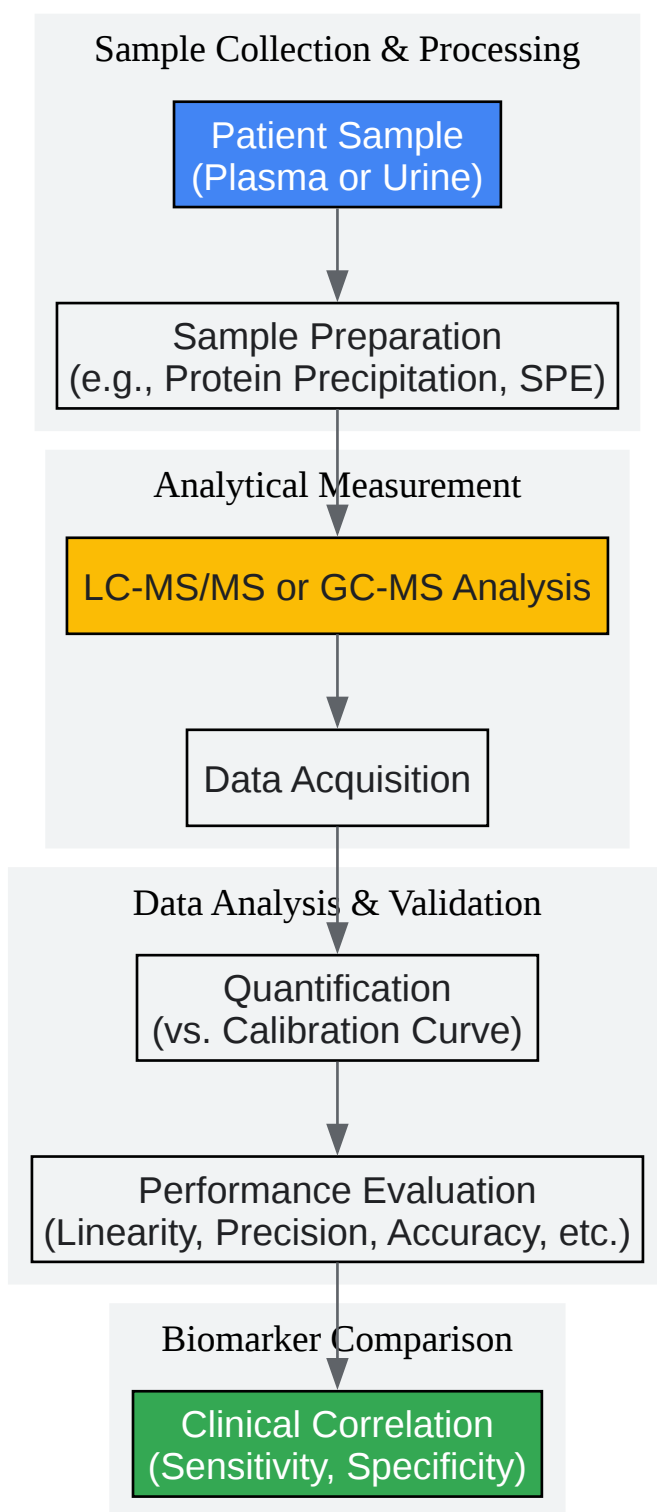 Sample Collection & Processing
Patient Sample
(Plasma or Urine)
Sample Preparation
(e.g., Protein Precipitation, SPE)
Analytical Measurement
LC-MS/MS or GC-MS Analysis
Data Acquisition
Data Analysis & Validation
Quantification
(vs. Calibration Curve)
Performance Evaluation
(Linearity, Precision, Accuracy, etc.)
Biomarker Comparison
Clinical Correlation
(Sensitivity, Specificity)